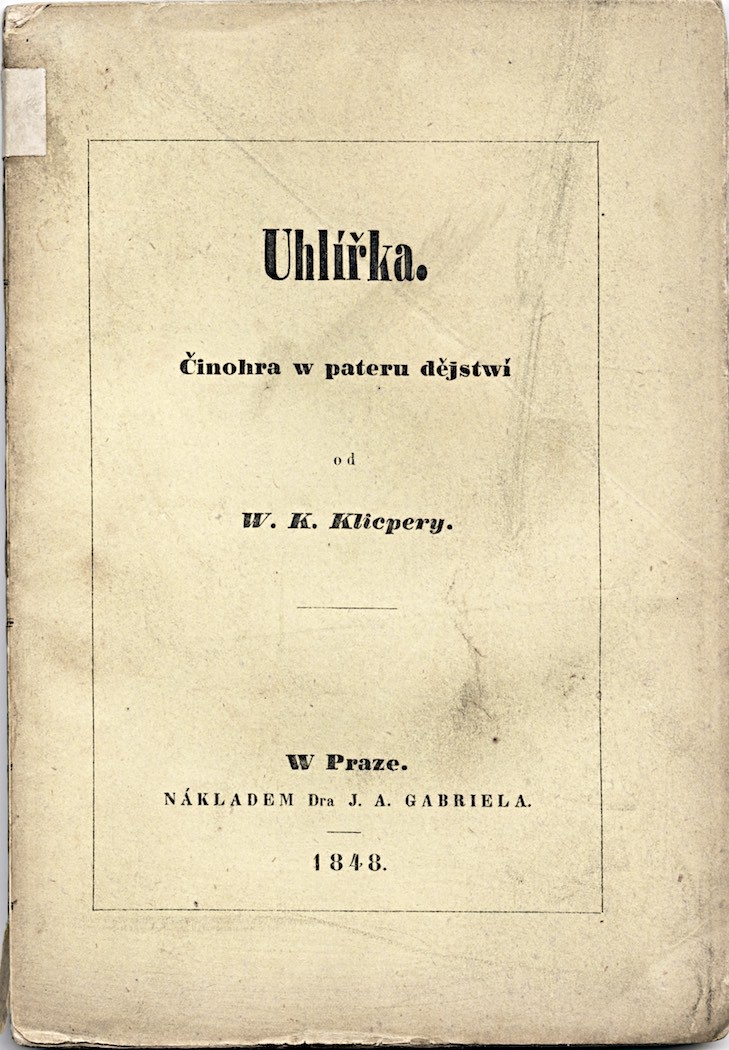 Uhlířka.
Činohra w pateru dějstwí
od
W. K. Klicpery.
W Praze.
NÁKLADEM Dra J. A. GABRIELA.
1848.